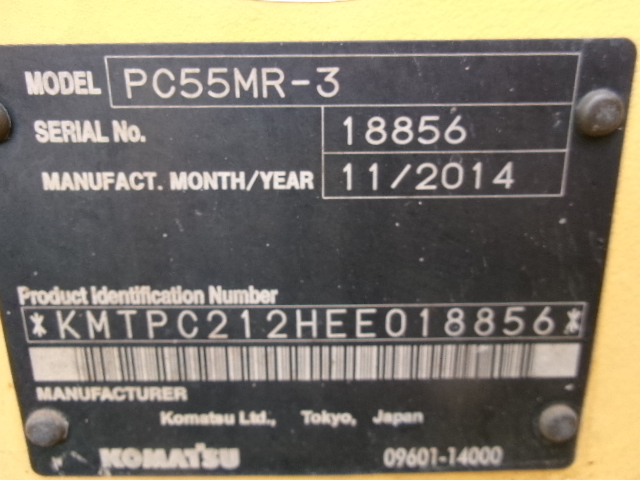 MODEL PC55MR-3
SERIAL No. 18856
MANUFACT. MONTH/YEAR 11/2014
Product Identification Number
*KMTPC212HEE018856*
MANUFACTURER
Komatsu Ltd., Tokyo, Japan
KOMATSU 09601-14000